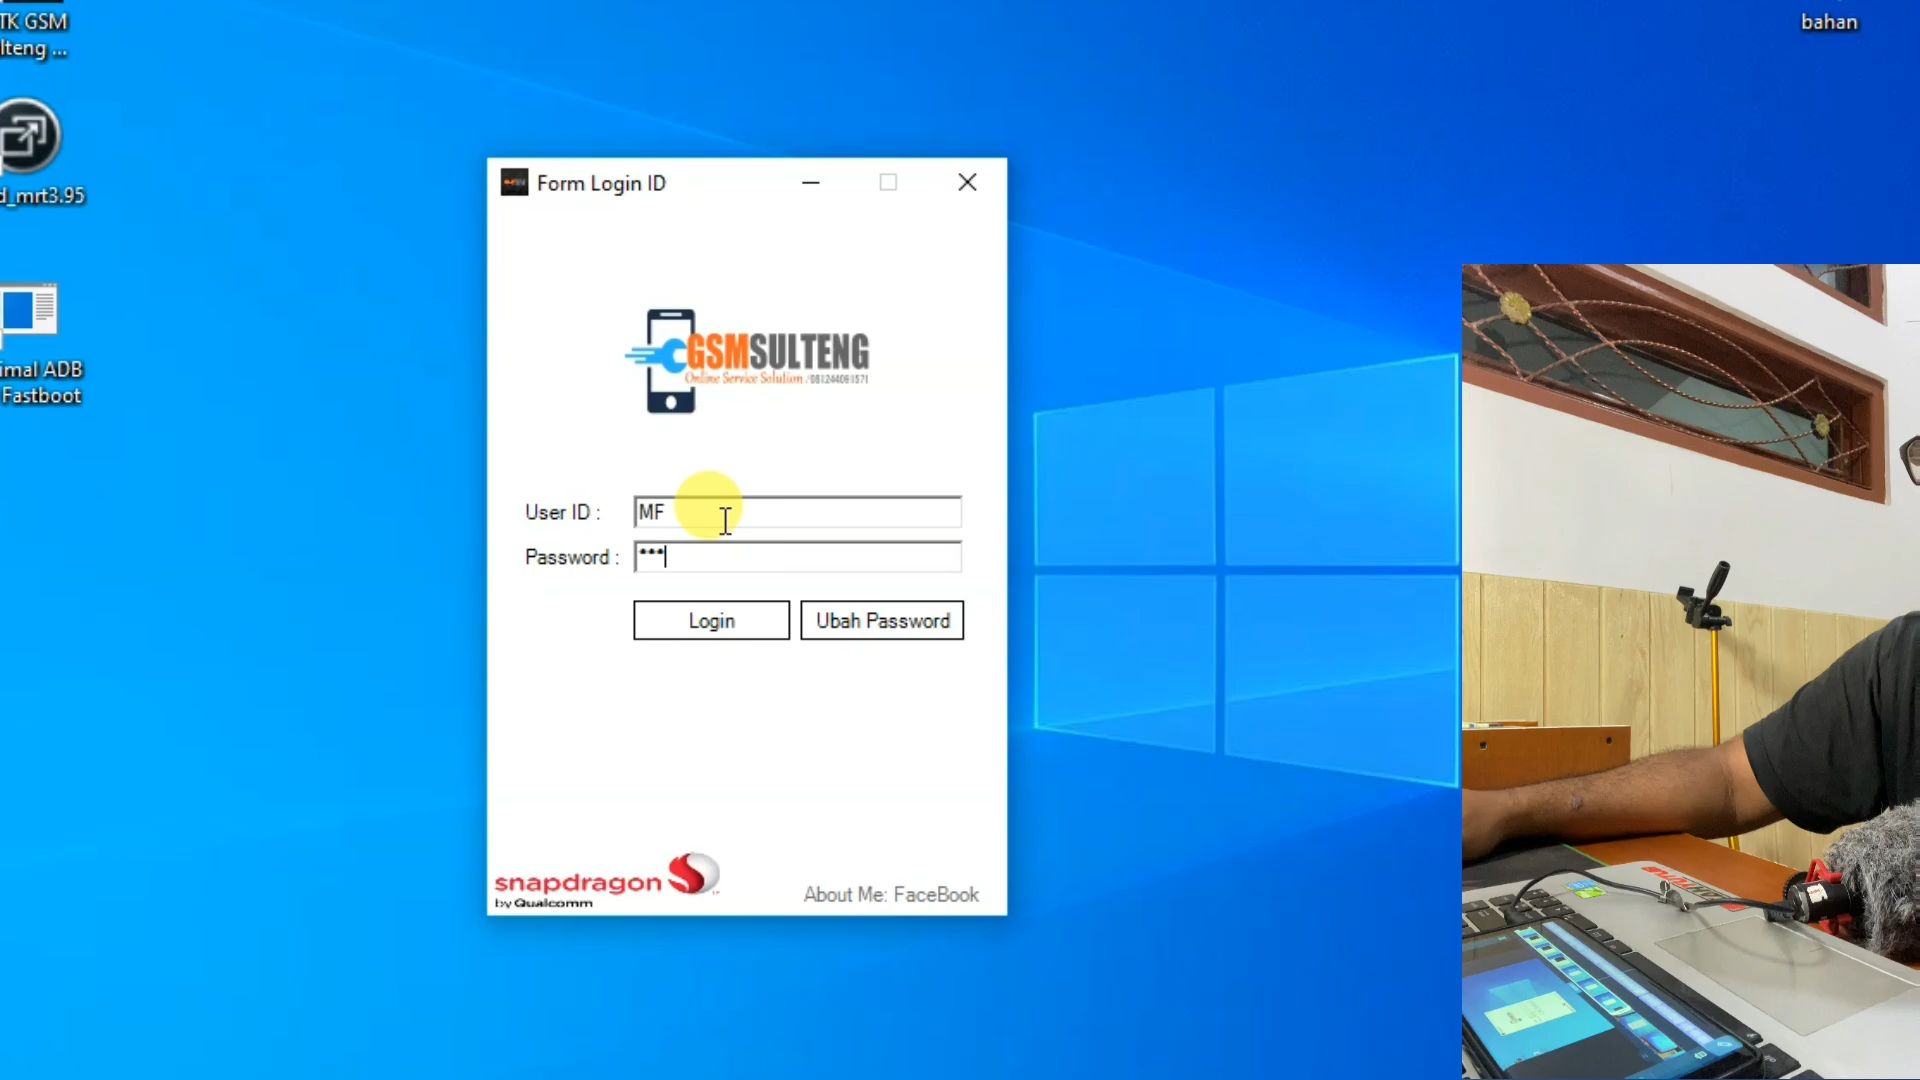 TK GSM
lteng ...
bahan
d_mrt3.95
imal ADB
Fastboot
Form Login ID
GSMSULTENG
Online Service Solution /081244091571
User ID :
MF
Password :
***
Login
Ubah Password
snapdragon
by Qualcomm
About Me: FaceBook